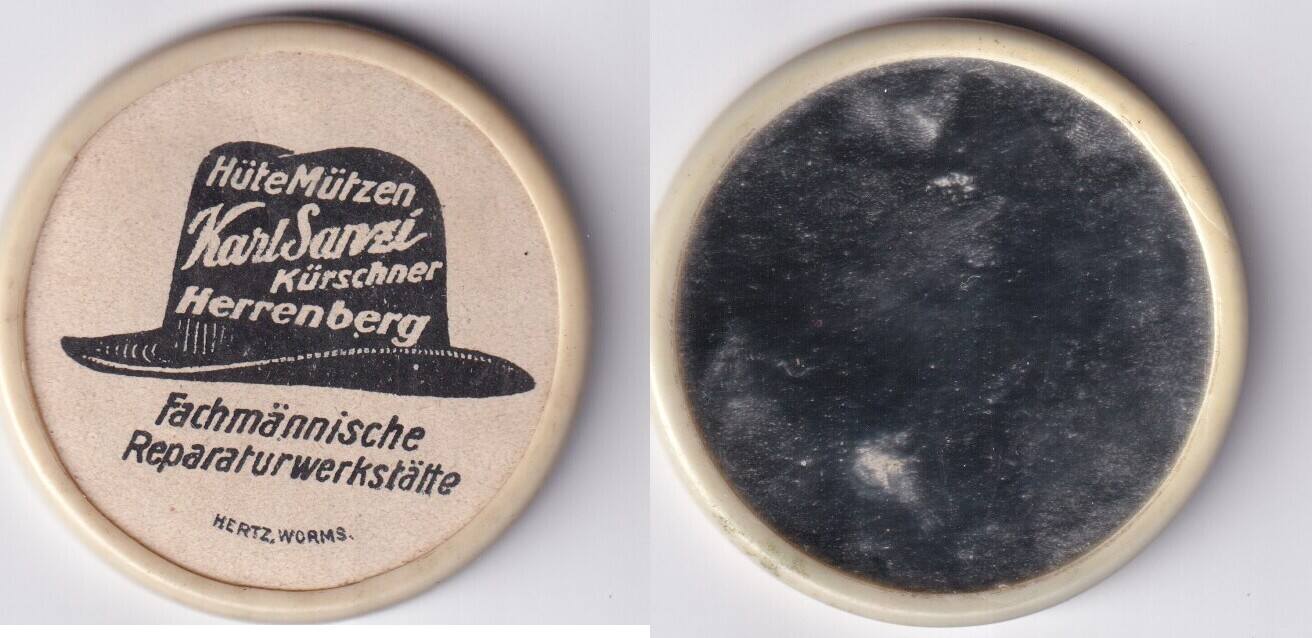 Hüte Mützen
Karl Sanzi
Kürschner
Herrenberg
Fachmännische
Reparaturwerkstätte
HERTZ, WORMS.